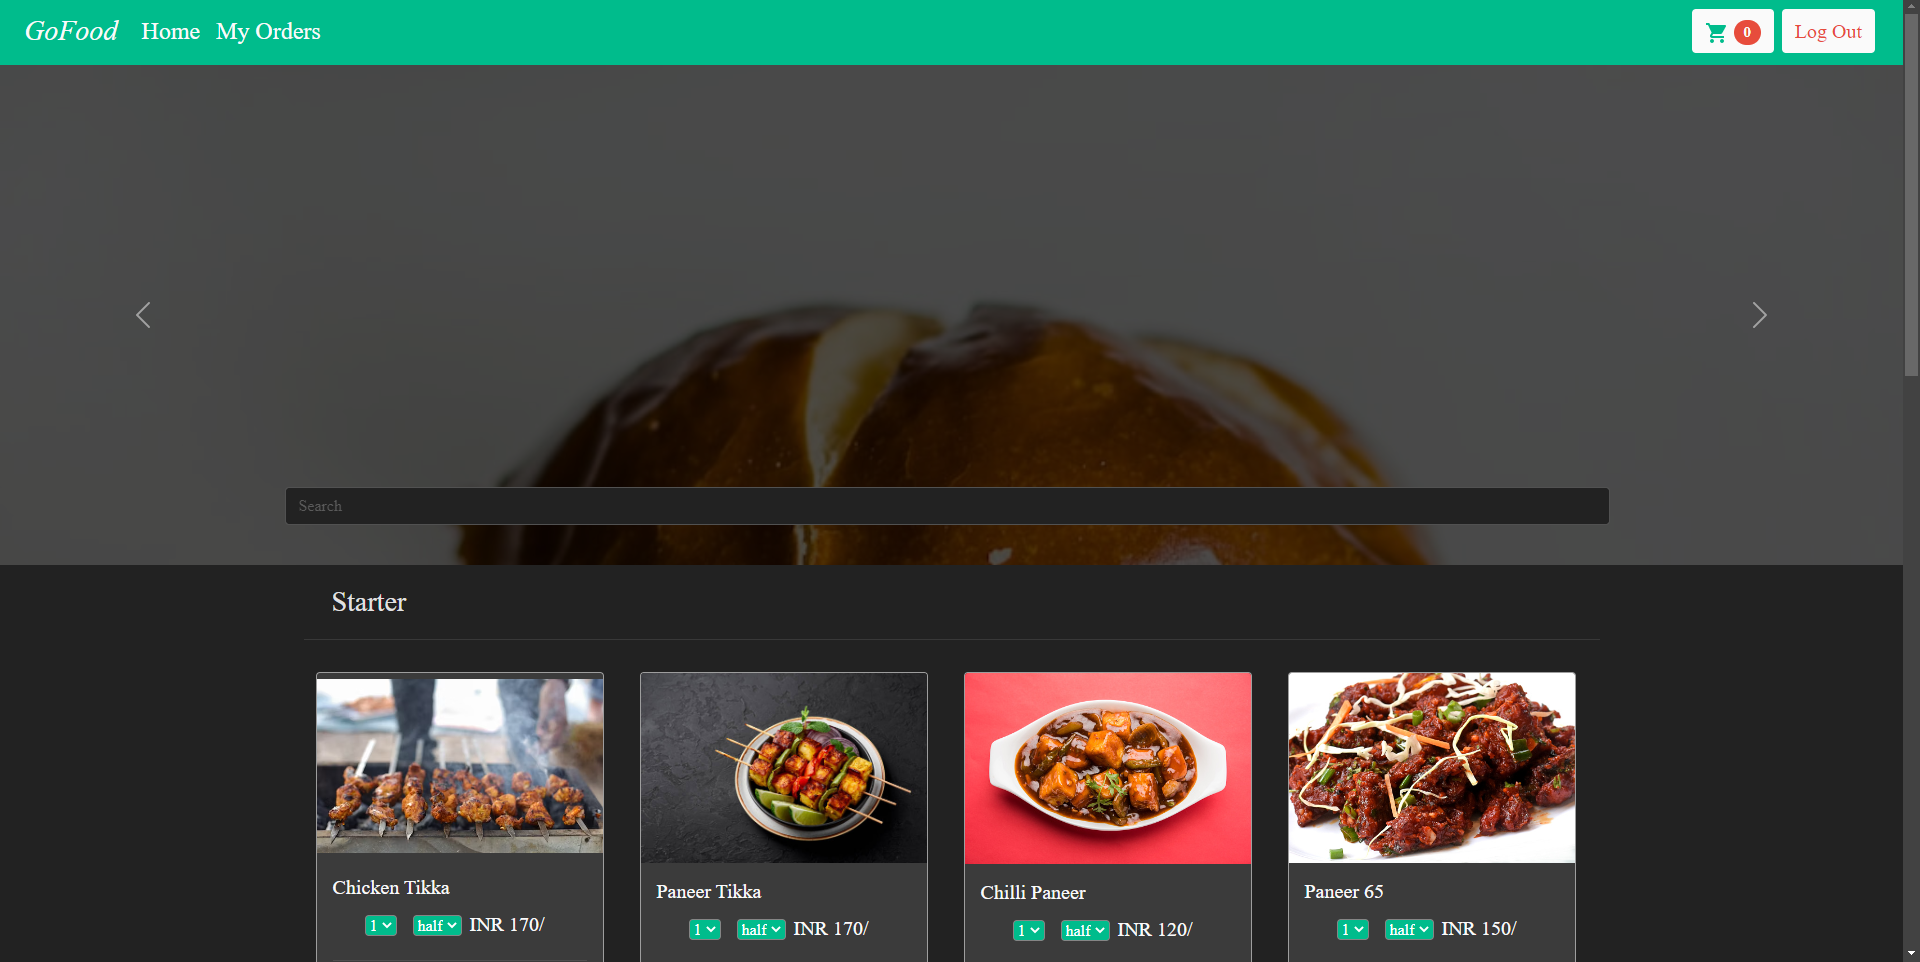 GoFood Home My Orders 0 Log Out
Search
Starter
Chicken Tikka
1 half INR 170/
Paneer Tikka
1 half INR 170/
Chilli Paneer
1 half INR 120/
Paneer 65
1 half INR 150/